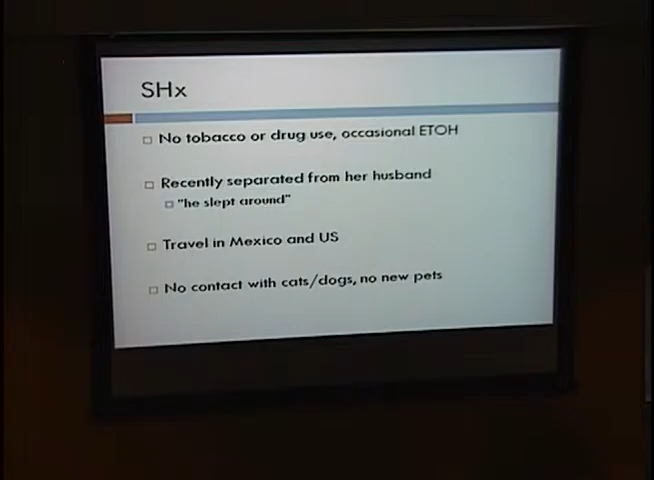 SHx
No tobacco or drug use, occasional ETOH
Recently separated from her husband
"he slept around"
Travel in Mexico and US
No contact with cats/dogs, no new pets